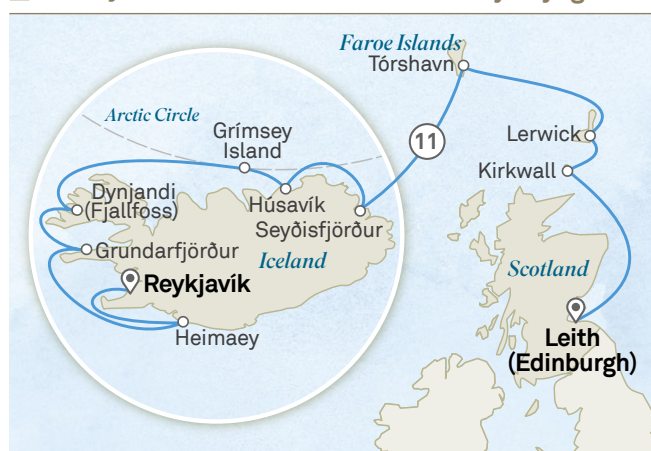 Faroe Islands
Tórshavn
Arctic Circle
Grímsey
Island
11
Lerwick
Kirkwall
Dynjandi
(Fjallfoss)
Húsavík
Seyðisfjörður
Grundarfjörður
Iceland
Scotland
Reykjavík
Heimaey
Leith
(Edinburgh)